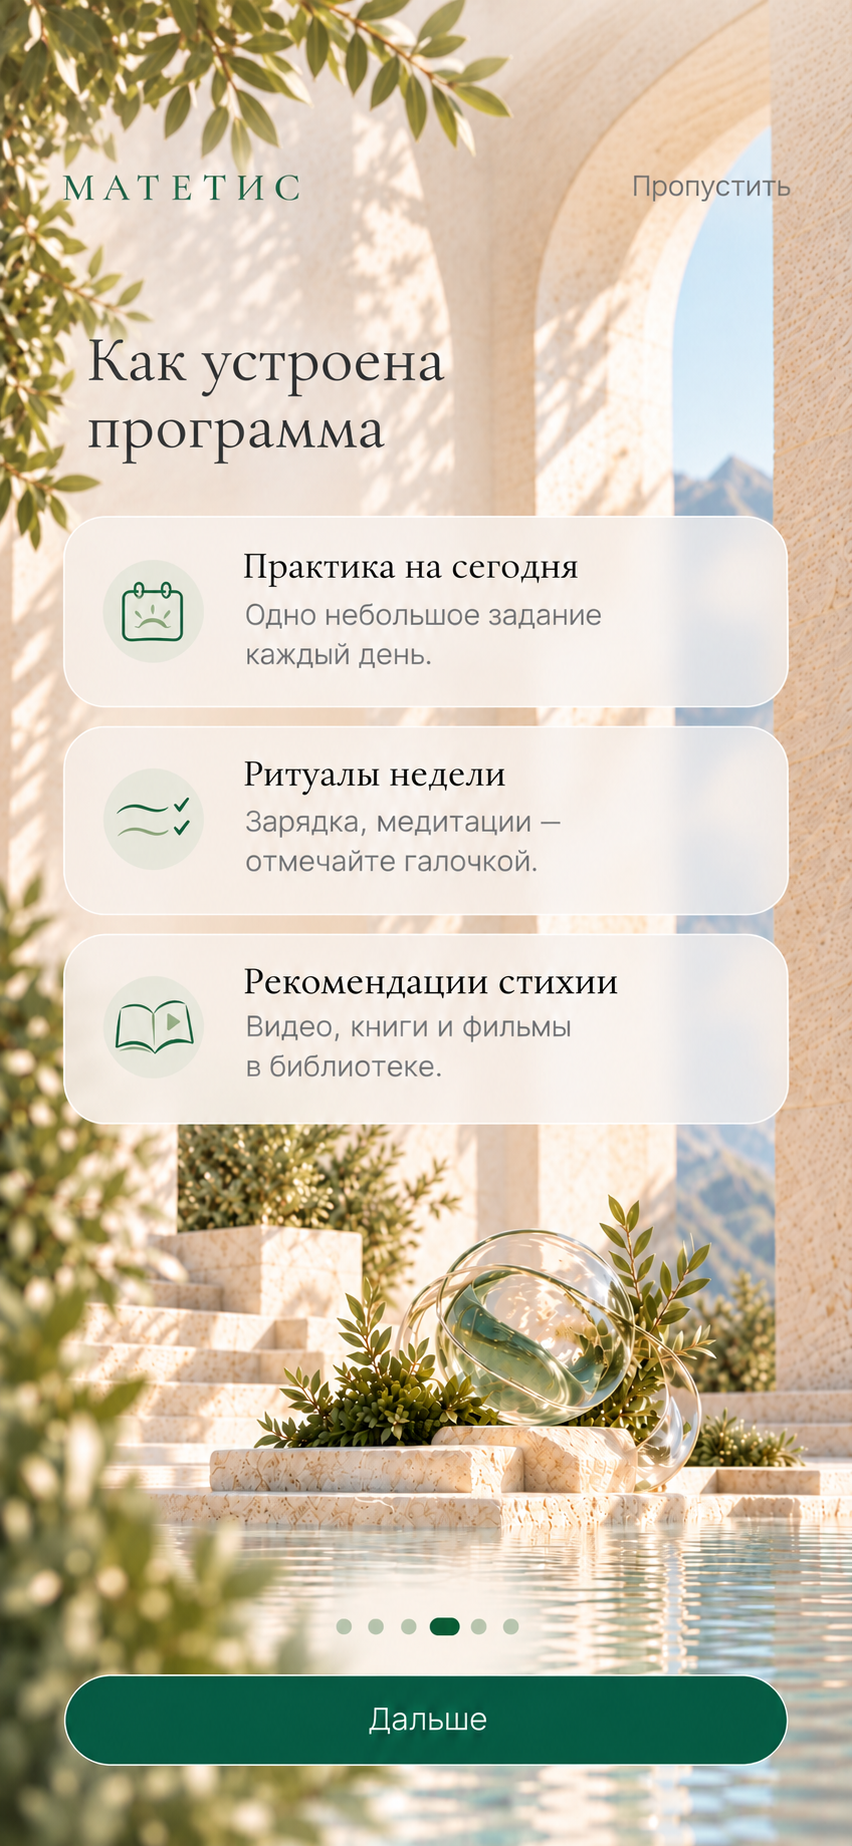 МАТЕТИС
Пропустить
Как устроена
программа
Практика на сегодня
Одно небольшое задание
каждый день.
Ритуалы недели
Зарядка, медитации —
отмечайте галочкой.
Рекомендации стихии
Видео, книги и фильмы
в библиотеке.
Дальше